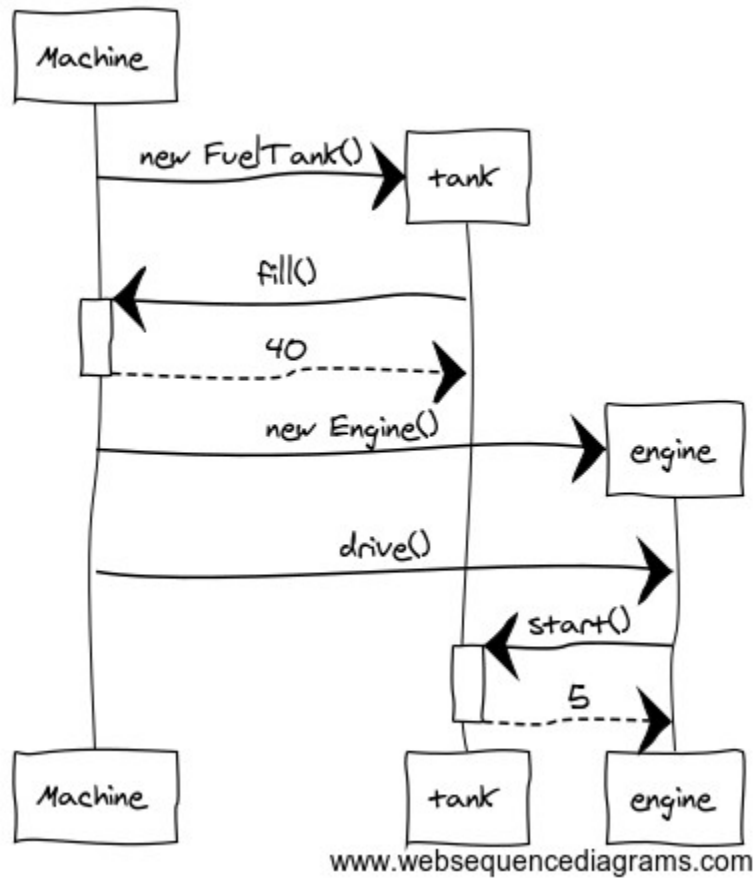 Machine
new FuelTank()
tank
fill()
40
new Engine()
engine
drive()
start()
5
Machine
tank
engine
www.websequencediagrams.com